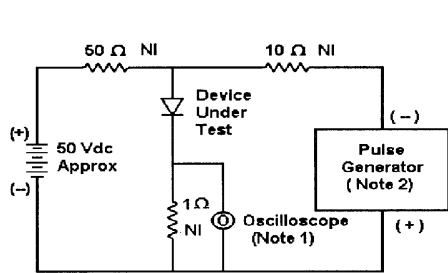 50 Ω NI
10 Ω NI
Device
Under
Test
(+)
50 Vdc
Approx
(–)
(–)
Pulse
Generator
( Note 2)
(+)
1Ω
NI
Oscilloscope
(Note 1)